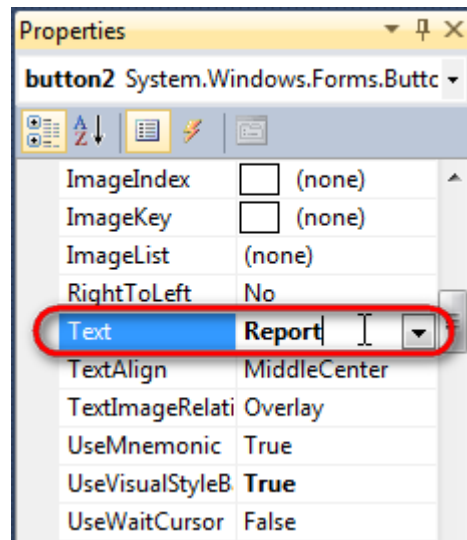 Properties
button2 System.Windows.Forms.Buttc
ImageIndex (none)
ImageKey (none)
ImageList (none)
RightToLeft No
Text Report
TextAlign MiddleCenter
TextImageRelati Overlay
UseMnemonic True
UseVisualStyleB True
UseWaitCursor False